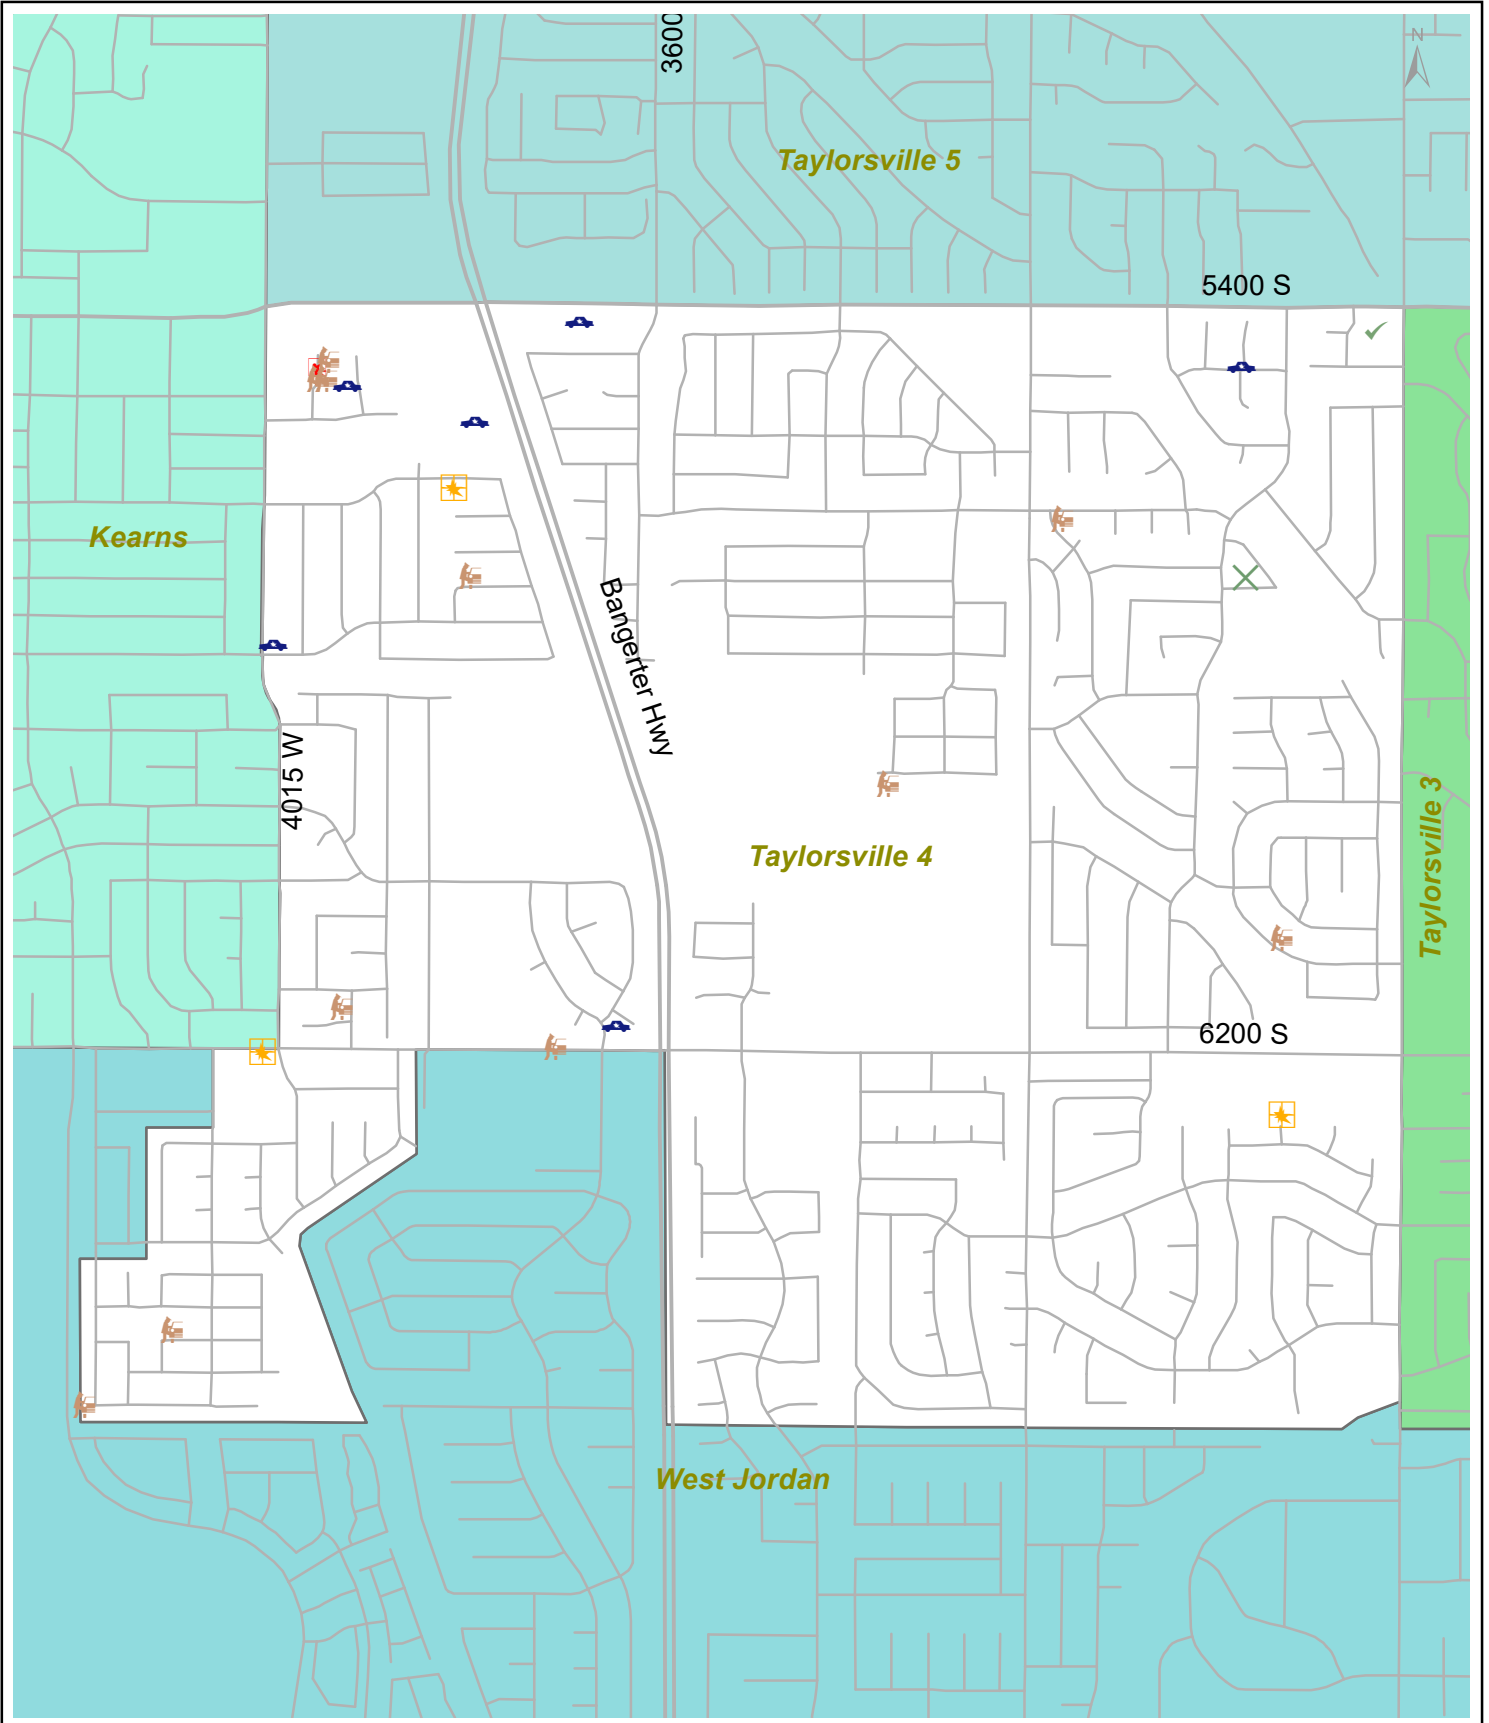 3600
N
Taylorsville 5
5400 S
Kearns
Bangerter Hwy
4015 W
Taylorsville 4
Taylorsville 3
6200 S
West Jordan